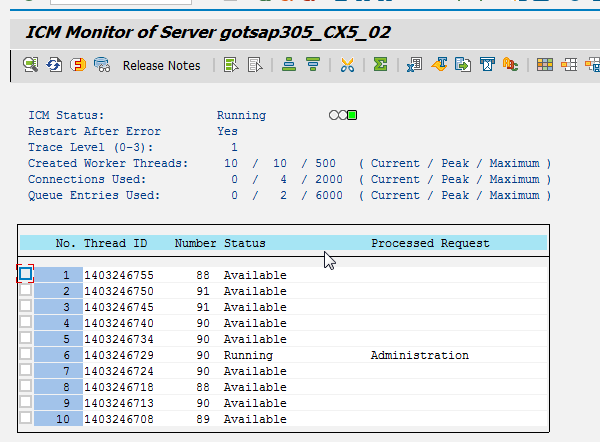 ICM Monitor of Server gotsap305_CX5_02
Release Notes
ICM Status: Running
Restart After Error Yes
Trace Level (0-3): 1
Created Worker Threads: 10 / 10 / 500 ( Current / Peak / Maximum )
Connections Used: 0 / 4 / 2000 ( Current / Peak / Maximum )
Queue Entries Used: 0 / 2 / 6000 ( Current / Peak / Maximum )
No. Thread ID Number Status Processed Request
1 1403246755 88 Available
2 1403246750 91 Available
3 1403246745 91 Available
4 1403246740 90 Available
5 1403246734 90 Available
6 1403246729 90 Running Administration
7 1403246724 90 Available
8 1403246718 88 Available
9 1403246713 90 Available
10 1403246708 89 Available